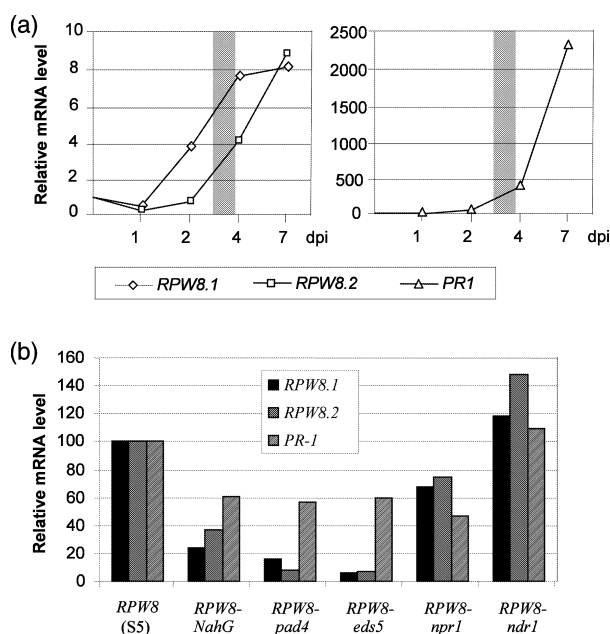 (a)
Relative mRNA level
10
8
6
4
2
0
1 2 4 7 dpi
2500
2000
1500
1000
500
0
1 2 4 7 dpi
RPW8.1 RPW8.2 PR1
(b)
Relative mRNA level
160
140
120
100
80
60
40
20
0
RPW8.1
RPW8.2
PR-1
RPW8 (S5)
RPW8-NahG
RPW8-pad4
RPW8-eds5
RPW8-npr1
RPW8-ndr1